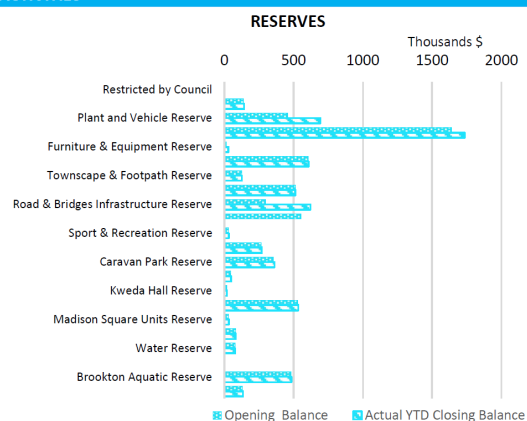 RESERVES
Thousands $
0 500 1000 1500 2000
Restricted by Council
Plant and Vehicle Reserve
Furniture & Equipment Reserve
Townscape & Footpath Reserve
Road & Bridges Infrastructure Reserve
Sport & Recreation Reserve
Caravan Park Reserve
Kweda Hall Reserve
Madison Square Units Reserve
Water Reserve
Brookton Aquatic Reserve
Opening Balance Actual YTD Closing Balance